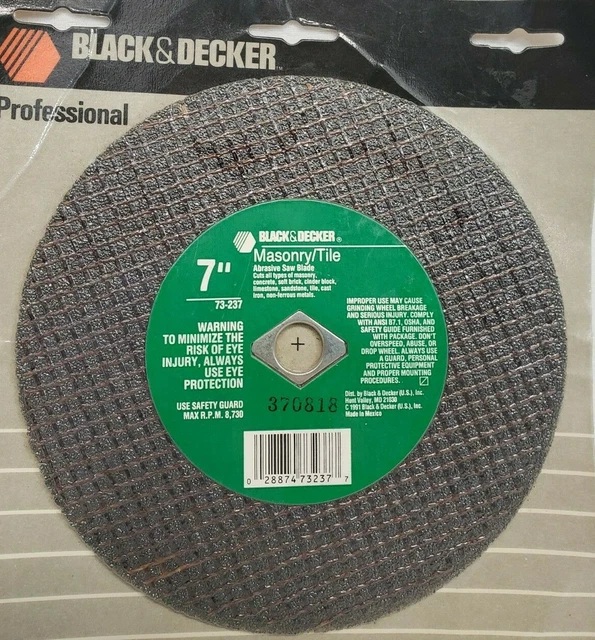 BLACK&DECKER™
Professional
BLACK&DECKER®
Masonry/Tile
Abrasive Saw Blade
Cuts all types of masonry,
concrete, soft brick, cinder block,
limestone, sandstone, tile, cast
iron, non-ferrous metals.
7"
73-237
WARNING
TO MINIMIZE THE
RISK OF EYE
INJURY, ALWAYS
USE EYE
PROTECTION
USE SAFETY GUARD
MAX R.P.M. 8,730
IMPROPER USE MAY CAUSE
GRINDING WHEEL BREAKAGE
AND SERIOUS INJURY. COMPLY
WITH ANSI B7.1, OSHA, AND
SAFETY GUIDE FURNISHED
WITH PACKAGE. DON'T
OVERSPEED, ABUSE, OR
DROP WHEEL. ALWAYS USE
A GUARD, PERSONAL
PROTECTIVE EQUIPMENT
AND PROPER MOUNTING
PROCEDURES.
Dist. by Black & Decker (U.S.), Inc.
Hunt Valley, MD 21030
C 1991 Black & Decker (U.S.), Inc.
Made in Mexico
370818
0 28874 73237 7